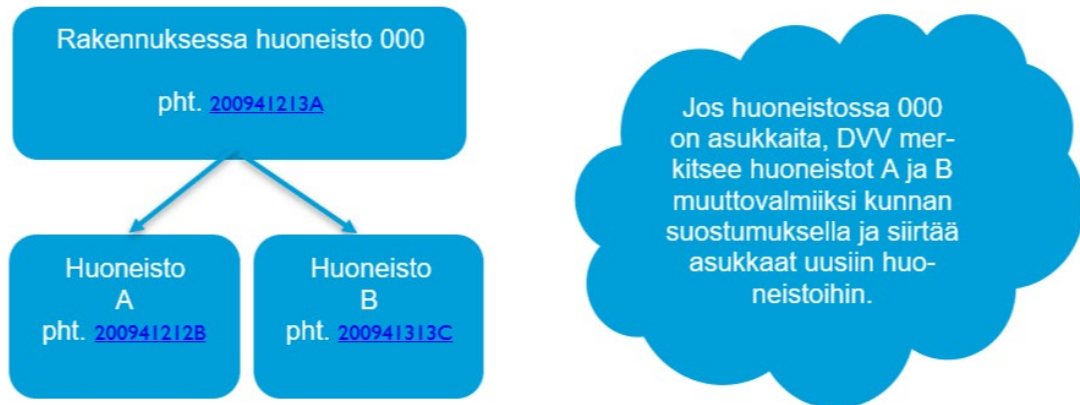 Rakennuksessa huoneisto 000
pht. 200941213A
Huoneisto
A
pht. 200941212B
Huoneisto
B
pht. 200941313C
Jos huoneistossa 000
on asukkaita, DVV mer-
kitsee huoneistot A ja B
muuttovalmiiksi kunnan
suostumuksella ja siirtää
asukkaat uusiin huo-
neistoihin.